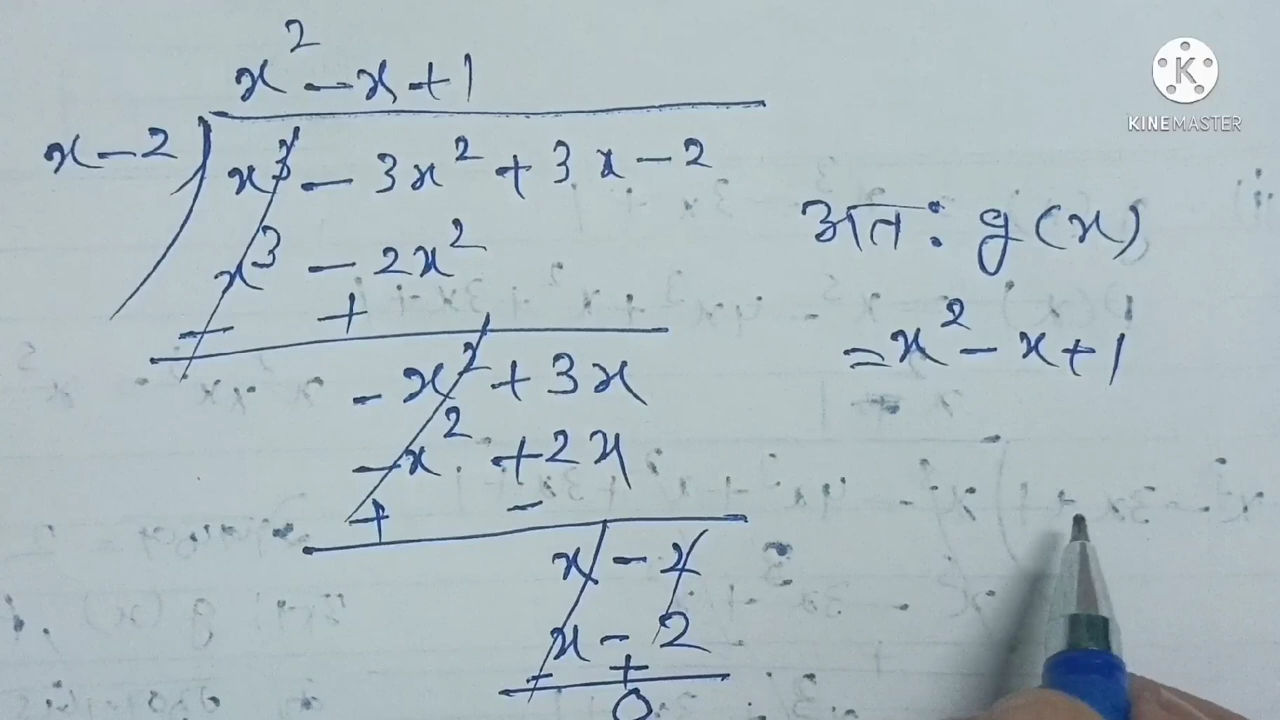 x² - x + 1
x - 2 ) x³ - 3x² + 3x - 2
x³ - 2x²
- +
- x² + 3x
- x² + 2x
+ -
x - 2
x - 2
- +
0
अतः g(x)
= x² - x + 1
KINEMASTER